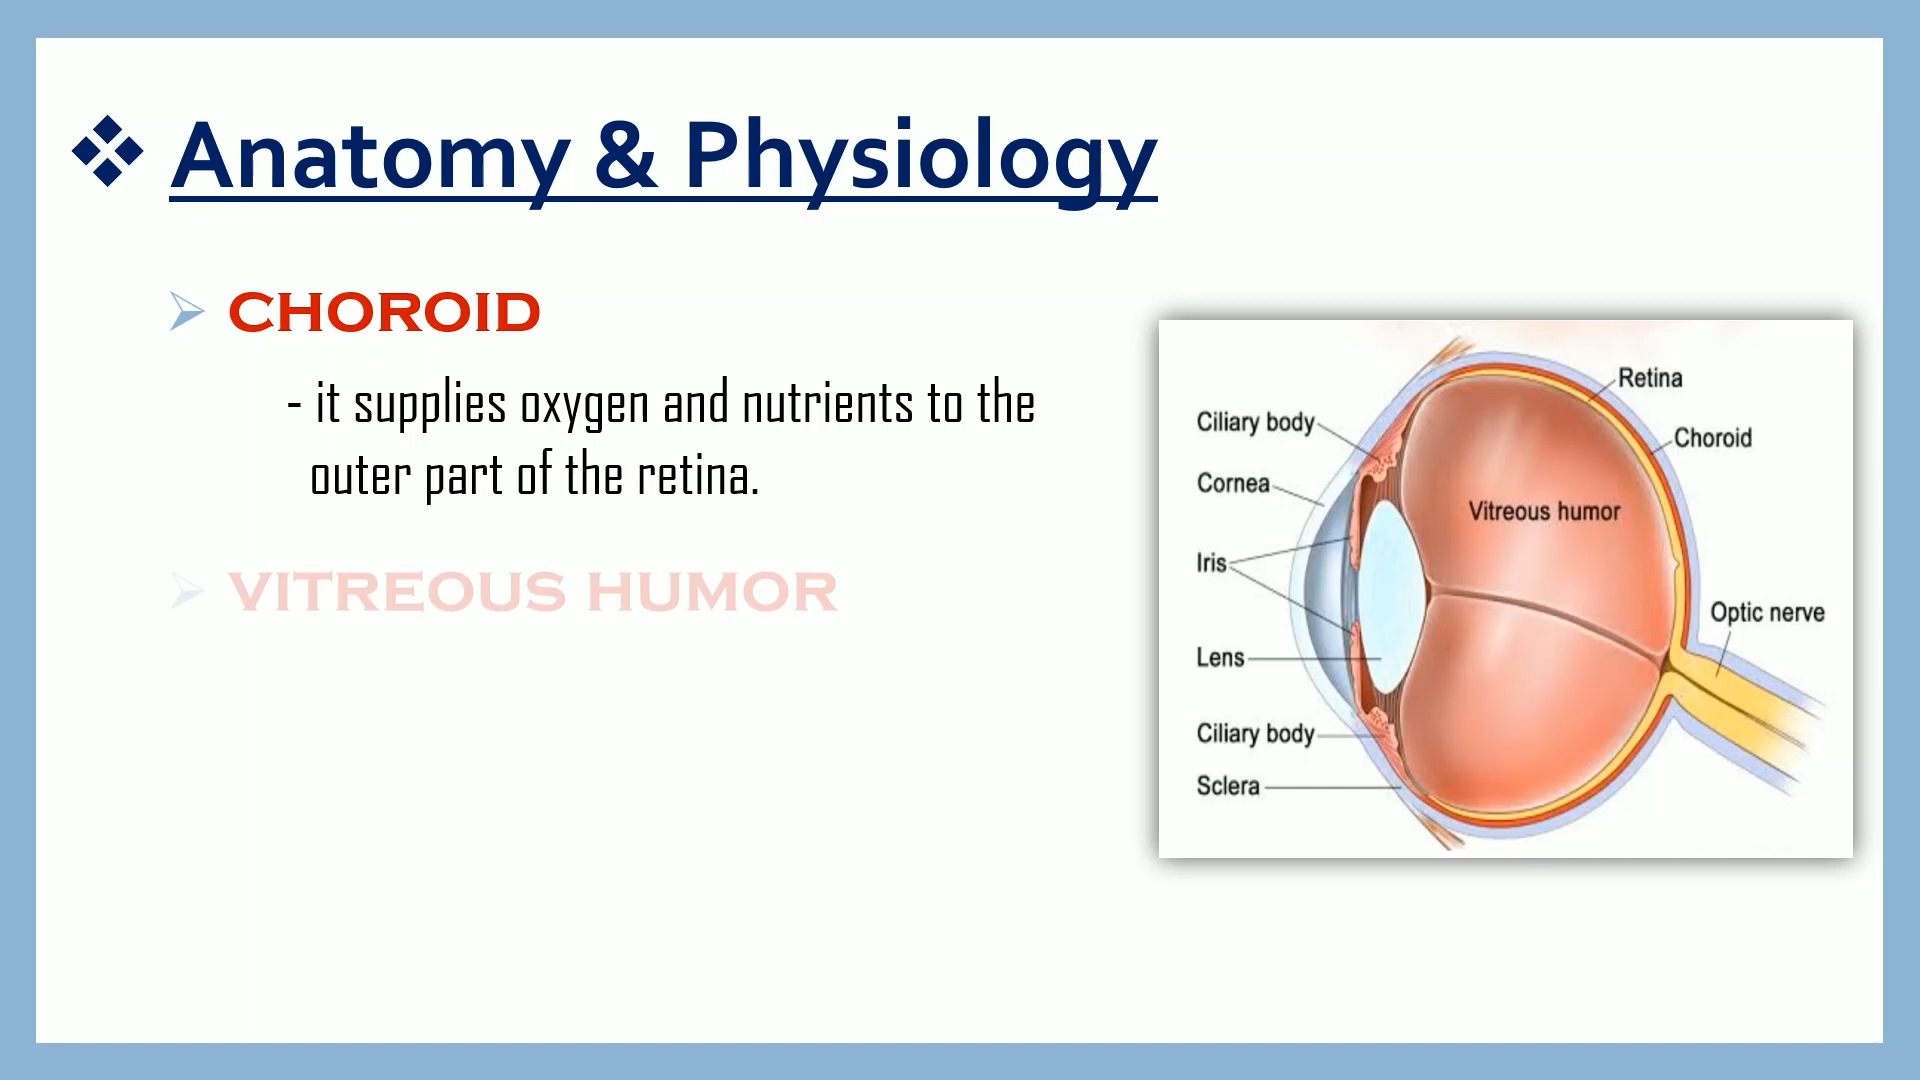 Anatomy & Physiology
CHOROID
- it supplies oxygen and nutrients to the
outer part of the retina.
VITREOUS HUMOR
Retina
Ciliary body
Choroid
Cornea
Vitreous humor
Iris
Optic nerve
Lens
Ciliary body
Sclera